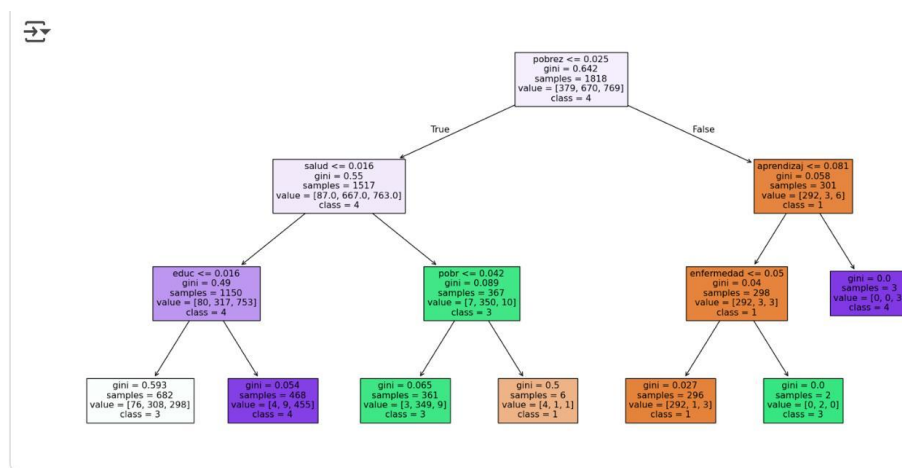 pobrez <= 0.025
gini = 0.642
samples = 1818
value = [379, 670, 769]
class = 4
True
False
salud <= 0.016
gini = 0.55
samples = 1517
value = [87.0, 667.0, 763.0]
class = 4
aprendizaj <= 0.081
gini = 0.058
samples = 301
value = [292, 3, 6]
class = 1
educ <= 0.016
gini = 0.49
samples = 1150
value = [80, 317, 753]
class = 4
pobr <= 0.042
gini = 0.089
samples = 367
value = [7, 350, 10]
class = 3
enfermedad <= 0.05
gini = 0.04
samples = 298
value = [292, 3, 3]
class = 1
gini = 0.0
samples = 3
value = [0, 0, 3
class = 4
gini = 0.593
samples = 682
value = [76, 308, 298]
class = 3
gini = 0.054
samples = 468
value = [4, 9, 455]
class = 4
gini = 0.065
samples = 361
value = [3, 349, 9]
class = 3
gini = 0.5
samples = 6
value = [4, 1, 1]
class = 1
gini = 0.027
samples = 296
value = [292, 1, 3]
class = 1
gini = 0.0
samples = 2
value = [0, 2, 0]
class = 3